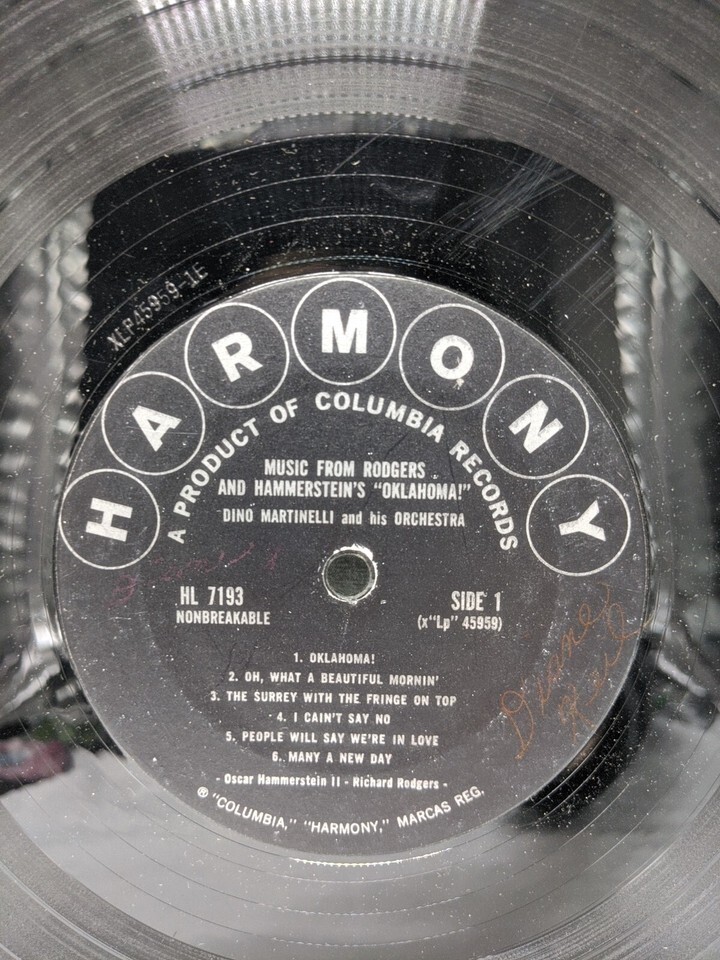 XLP45959-1E
HARMONY
A PRODUCT OF COLUMBIA RECORDS
MUSIC FROM RODGERS
AND HAMMERSTEIN'S "OKLAHOMA!"
DINO MARTINELLI and his ORCHESTRA
HL 7193
NONBREAKABLE
SIDE 1
(x"Lp" 45959)
1. OKLAHOMA!
2. OH, WHAT A BEAUTIFUL MORNIN'
3. THE SURREY WITH THE FRINGE ON TOP
4. I CAIN'T SAY NO
5. PEOPLE WILL SAY WE'RE IN LOVE
6. MANY A NEW DAY
- Oscar Hammerstein II - Richard Rodgers -
® "COLUMBIA," "HARMONY," MARCAS REG.
Diane